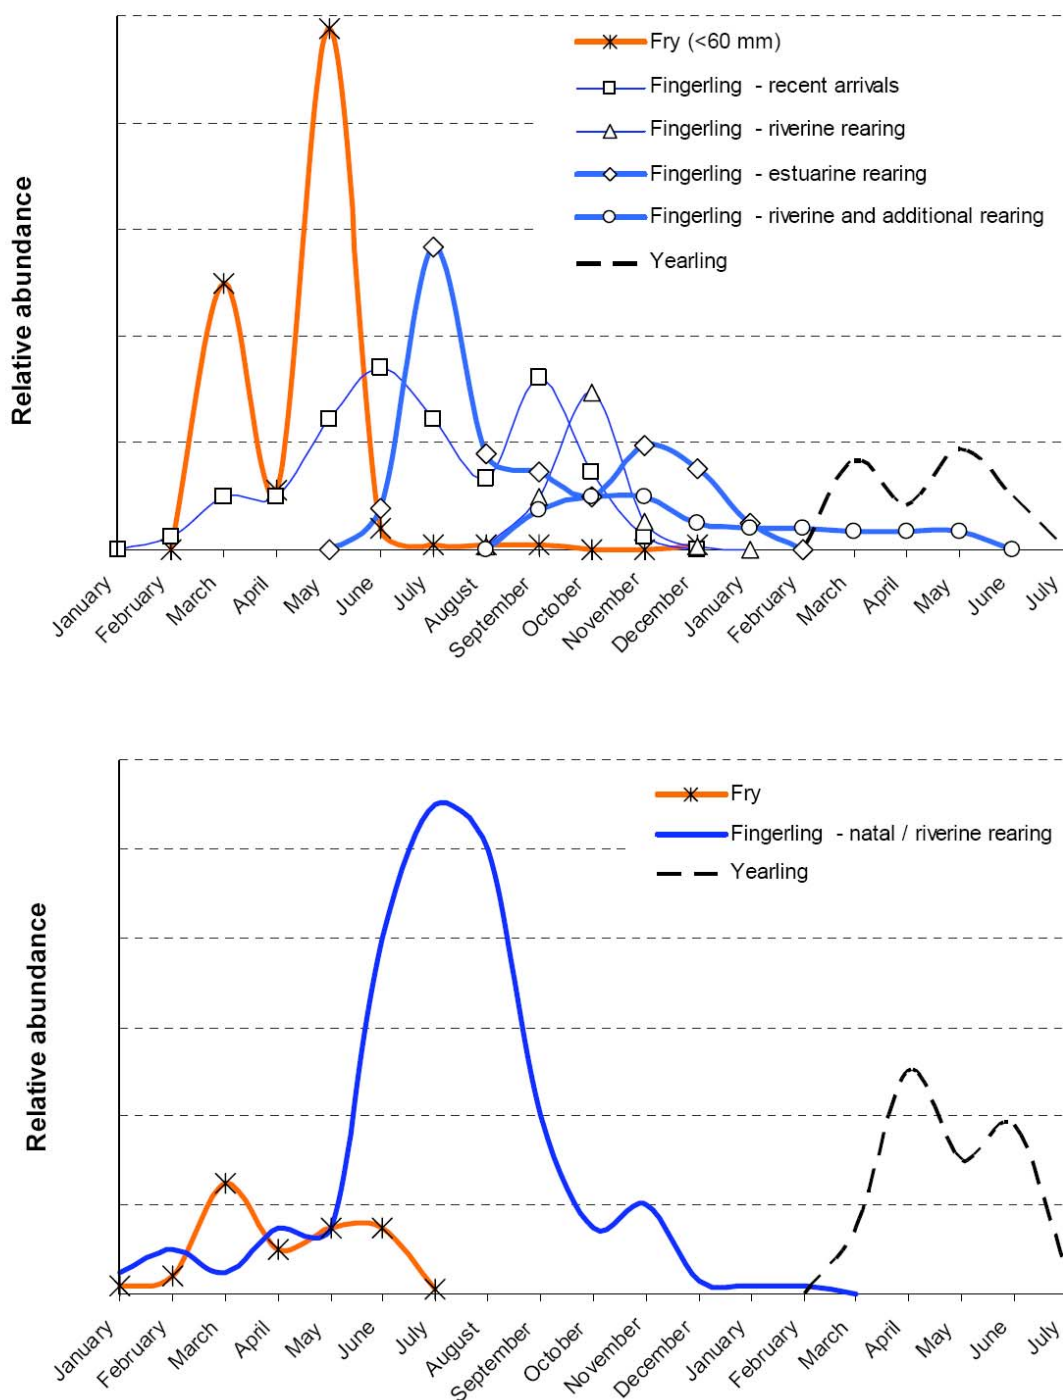 Relative abundance
Fry (<60 mm)
Fingerling - recent arrivals
Fingerling - riverine rearing
Fingerling - estuarine rearing
Fingerling - riverine and additional rearing
Yearling
January
February
March
April
May
June
July
August
September
October
November
December
January
February
March
April
May
June
July
Relative abundance
Fry
Fingerling - natal / riverine rearing
Yearling
January
February
March
April
May
June
July
August
September
October
November
December
January
February
March
April
May
June
July